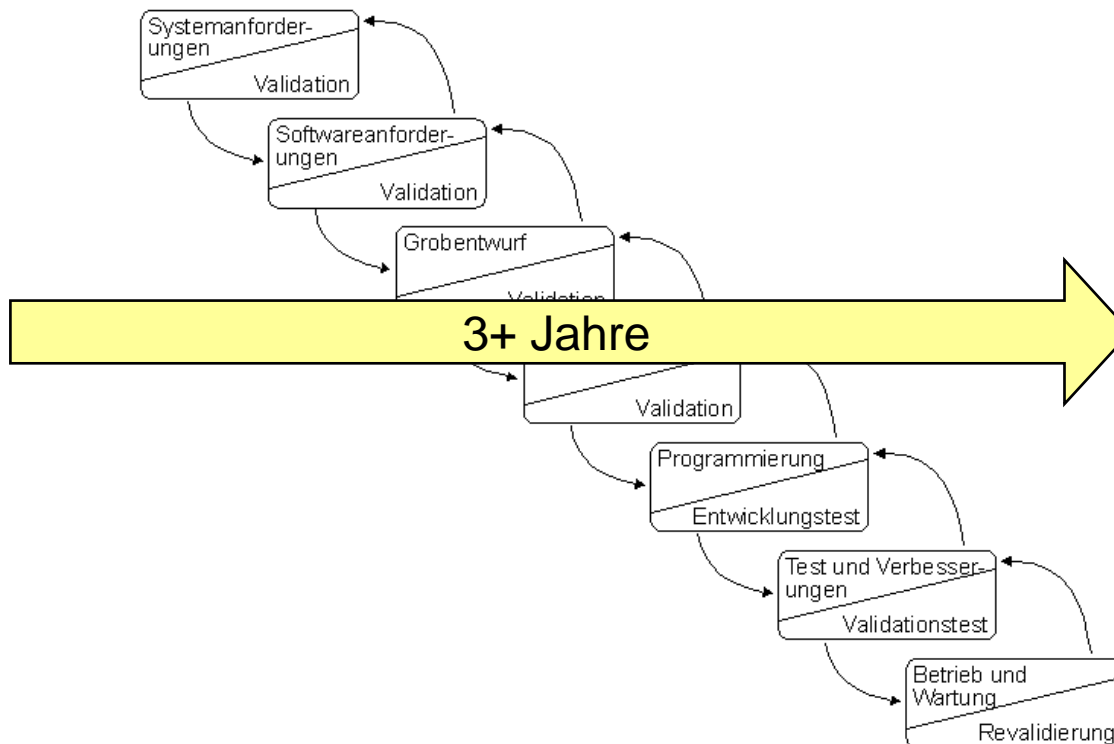 Systemanforder-
ungen
Validation
Softwareanforder-
ungen
Validation
Grobentwurf
Validation
3+ Jahre
Validation
Programmierung
Entwicklungstest
Test und Verbesser-
ungen
Validationstest
Betrieb und
Wartung
Revalidierung